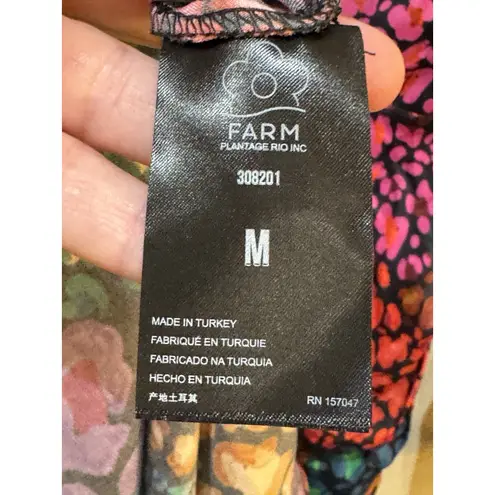 FARM
PLANTAGE RIO INC
308201
M
MADE IN TURKEY
FABRIQUÉ EN TURQUIE
FABRICADO NA TURQUIA
HECHO EN TURQUIA
产地土耳其
RN 157047